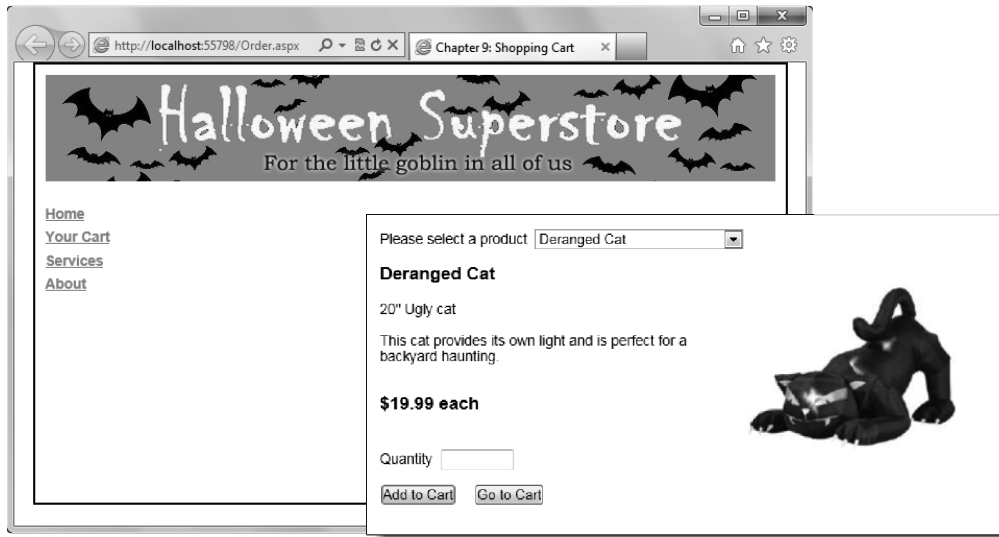 http://localhost:55798/Order.aspx
Chapter 9: Shopping Cart
Halloween Superstore
For the little goblin in all of us
Home
Your Cart
Services
About
Please select a product Deranged Cat
Deranged Cat
20" Ugly cat
This cat provides its own light and is perfect for a
backyard haunting.
$19.99 each
Quantity
Add to Cart Go to Cart